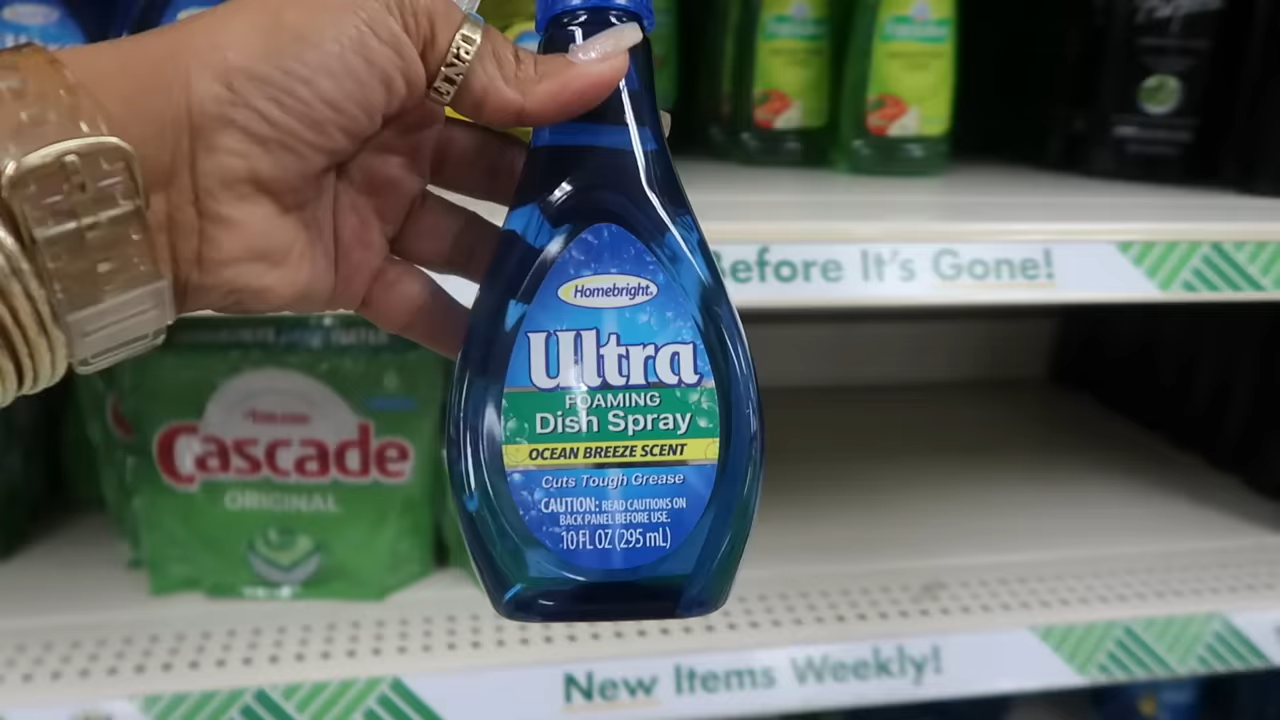 Before It's Gone!
Homebright
Ultra
FOAMING
Dish Spray
OCEAN BREEZE SCENT
Cuts Tough Grease
CAUTION: READ CAUTIONS ON
BACK PANEL BEFORE USE.
10 FL OZ (295 mL)
Cascade
ORIGINAL
New Items Weekly!